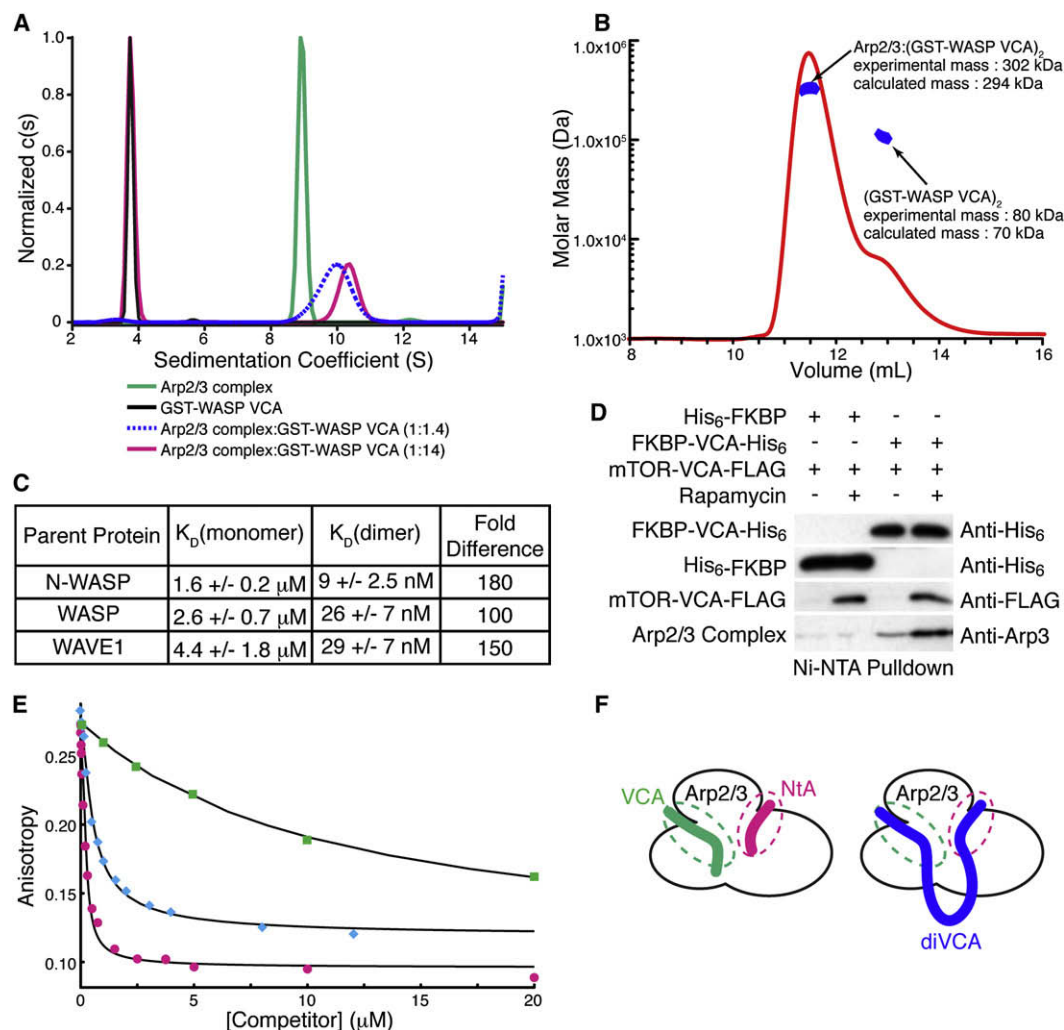 A
Normalized c(s)
1.0
0.8
0.6
0.4
0.2
0
2 4 6 8 10 12 14
Sedimentation Coefficient (S)
Arp2/3 complex
GST-WASP VCA
Arp2/3 complex:GST-WASP VCA (1:1.4)
Arp2/3 complex:GST-WASP VCA (1:14)
B
Molar Mass (Da)
1.0x10⁶
1.0x10⁵
1.0x10⁴
1.0x10³
8 10 12 14 16
Volume (mL)
Arp2/3:(GST-WASP VCA)₂
experimental mass : 302 kDa
calculated mass : 294 kDa
(GST-WASP VCA)₂
experimental mass : 80 kDa
calculated mass : 70 kDa
C
Parent Protein K_D(monomer) K_D(dimer) Fold Difference
N-WASP 1.6 +/- 0.2 μM 9 +/- 2.5 nM 180
WASP 2.6 +/- 0.7 μM 26 +/- 7 nM 100
WAVE1 4.4 +/- 1.8 μM 29 +/- 7 nM 150
D
His₆-FKBP + + - -
FKBP-VCA-His₆ - - + +
mTOR-VCA-FLAG + + + +
Rapamycin - + - +
FKBP-VCA-His₆ Anti-His₆
His₆-FKBP Anti-His₆
mTOR-VCA-FLAG Anti-FLAG
Arp2/3 Complex Anti-Arp3
Ni-NTA Pulldown
E
Anisotropy
0.25
0.20
0.15
0.10
0 5 10 15 20
[Competitor] (μM)
F
VCA Arp2/3 NtA
Arp2/3
diVCA